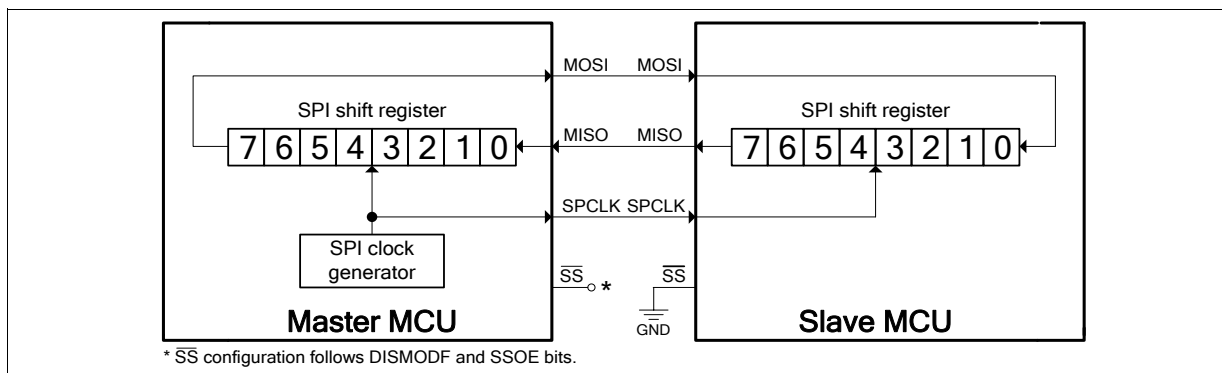 MOSI MOSI
SPI shift register
SPI shift register
7 6 5 4 3 2 1 0
MISO MISO
7 6 5 4 3 2 1 0
SPCLK SPCLK
SPI clock
generator
SS
*
SS
GND
Master MCU
Slave MCU
* SS configuration follows DISMODF and SSOE bits.